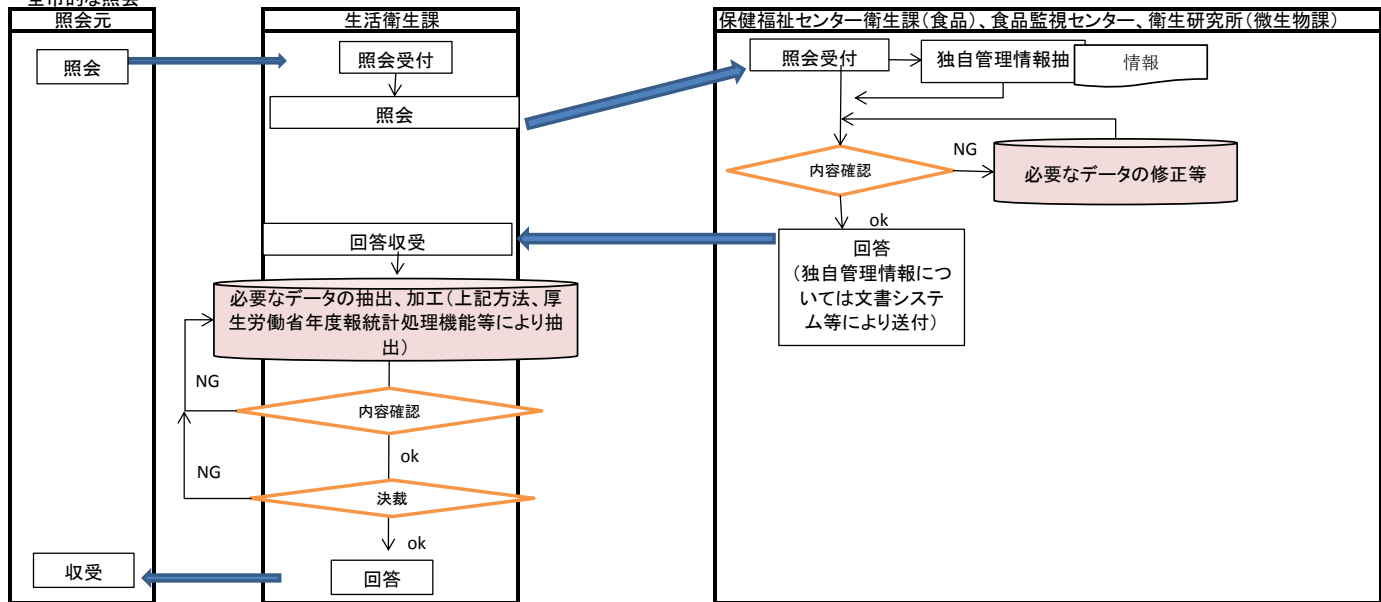 全市的な照会
照会元
生活衛生課
保健福祉センター衛生課(食品)、食品監視センター、衛生研究所(微生物課)
照会
照会受付
照会
照会受付
独自管理情報抽
情報
内容確認
NG
必要なデータの修正等
ok
回答収受
回答
(独自管理情報につ
いては文書システ
ム等により送付)
必要なデータの抽出、加工(上記方法、厚
生労働省年度報統計処理機能等により抽
出)
NG
内容確認
ok
NG
決裁
ok
収受
回答